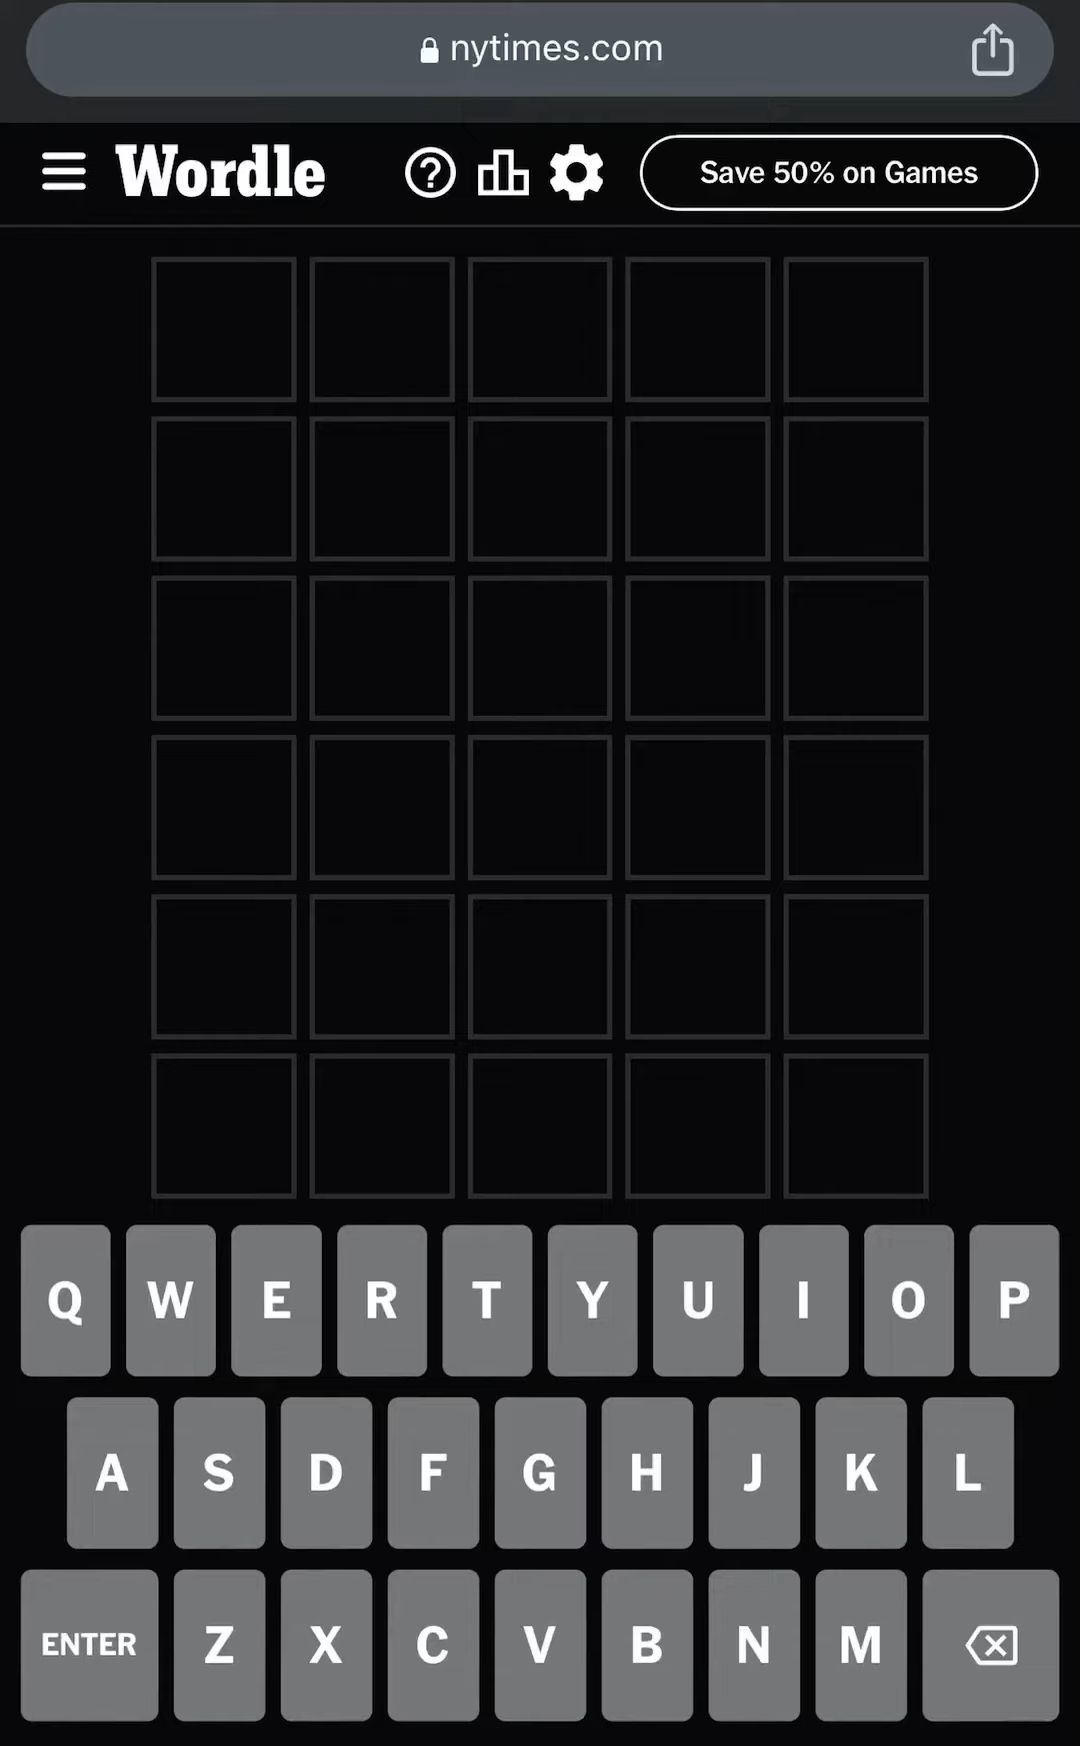 nytimes.com
Wordle Save 50% on Games
Q W E R T Y U I O P
A S D F G H J K L
ENTER Z X C V B N M